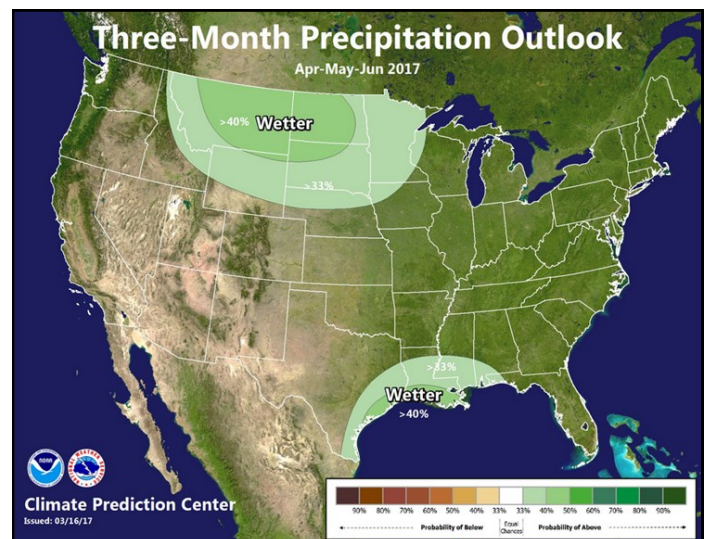 Three-Month Precipitation Outlook
Apr-May-Jun 2017
>40% Wetter
>33%
>33%
Wetter
>40%
NOAA
Climate Prediction Center
Issued: 03/16/17
90% 80% 70% 60% 50% 40% 33% 33% 40% 50% 60% 70% 80% 90%
Probability of Below Equal Chances Probability of Above